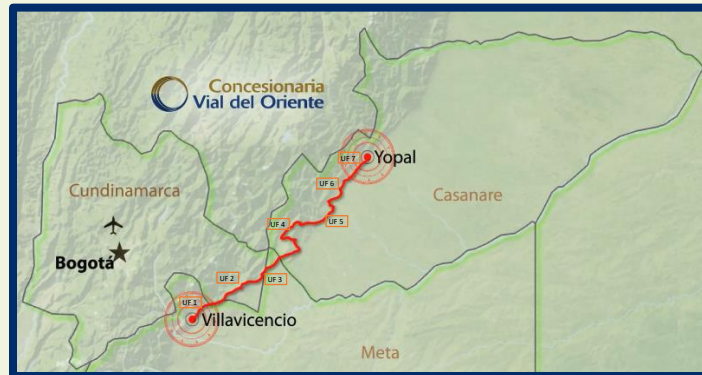 Concesionaria
Vial del Oriente
UF 7
Yopal
UF 6
Cundinamarca
Casanare
UF 4
UF 5
Bogotá
UF 2
UF 3
UF 1
Villavicencio
Meta